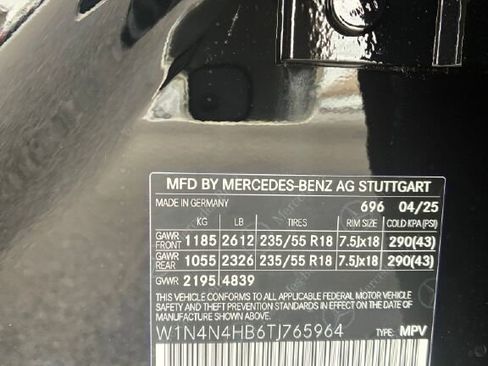 MFD BY MERCEDES-BENZ AG STUTTGART
MADE IN GERMANY 696 04/25
KG LB TIRES RIM SIZE COLD KPA (PSI)
GAWR FRONT 1185 2612 235/55 R18 7.5Jx18 290(43)
GAWR REAR 1055 2326 235/55 R18 7.5Jx18 290(43)
GVWR 2195 4839
THIS VEHICLE CONFORMS TO ALL APPLICABLE FEDERAL MOTOR VEHICLE
SAFETY STANDARDS AND THEFT PREVENTION STANDARDS IN EFFECT ON THE
DATE OF MANUFACTURE SHOWN ABOVE.
W1N4N4HB6TJ765964 TYPE: MPV